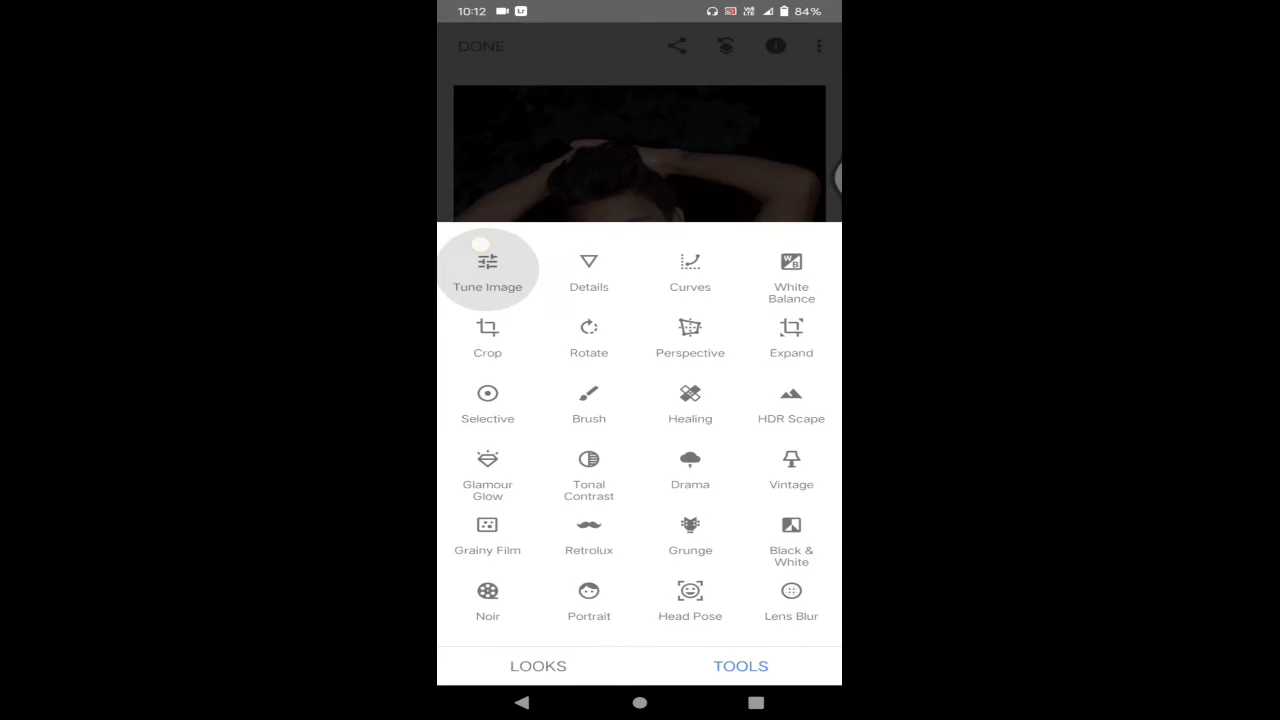 10:12 Lr 84%
DONE
Tune Image Details Curves White Balance
Crop Rotate Perspective Expand
Selective Brush Healing HDR Scape
Glamour Glow Tonal Contrast Drama Vintage
Grainy Film Retrolux Grunge Black & White
Noir Portrait Head Pose Lens Blur
LOOKS TOOLS